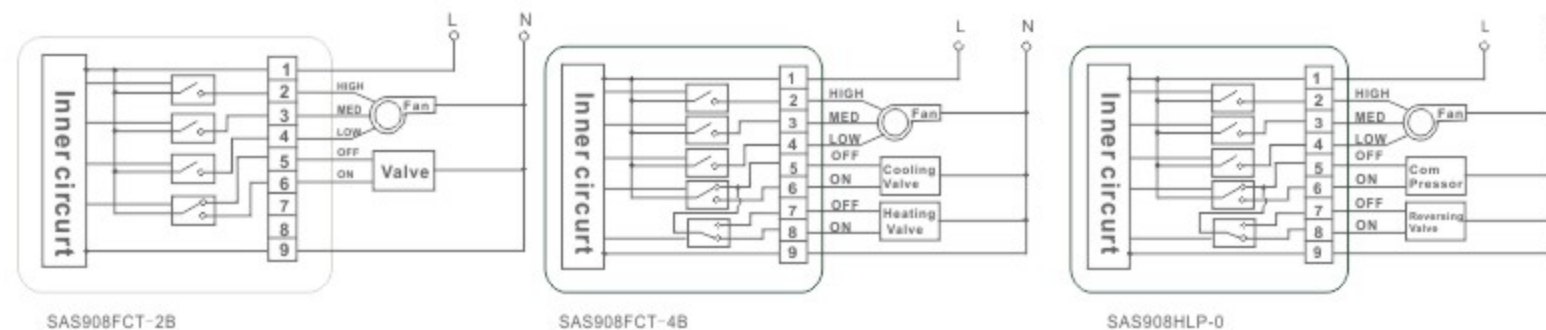 L N
Inner circurt
1
2 HIGH
3 MED Fan
4 LOW
5 OFF
6 ON Valve
7
8
9
SAS908FCT-2B
L N
Inner circurt
1
2 HIGH
3 MED Fan
4 LOW
5 OFF
6 ON
Cooling
Valve
7 OFF
8 ON
Heating
Valve
9
SAS908FCT-4B
L
Inner circurt
1
2 HIGH
3 MED Fan
4 LOW
5 OFF
6 ON
Com
Pressor
7 OFF
8 ON
Reversing
Valve
9
SAS908HLP-0